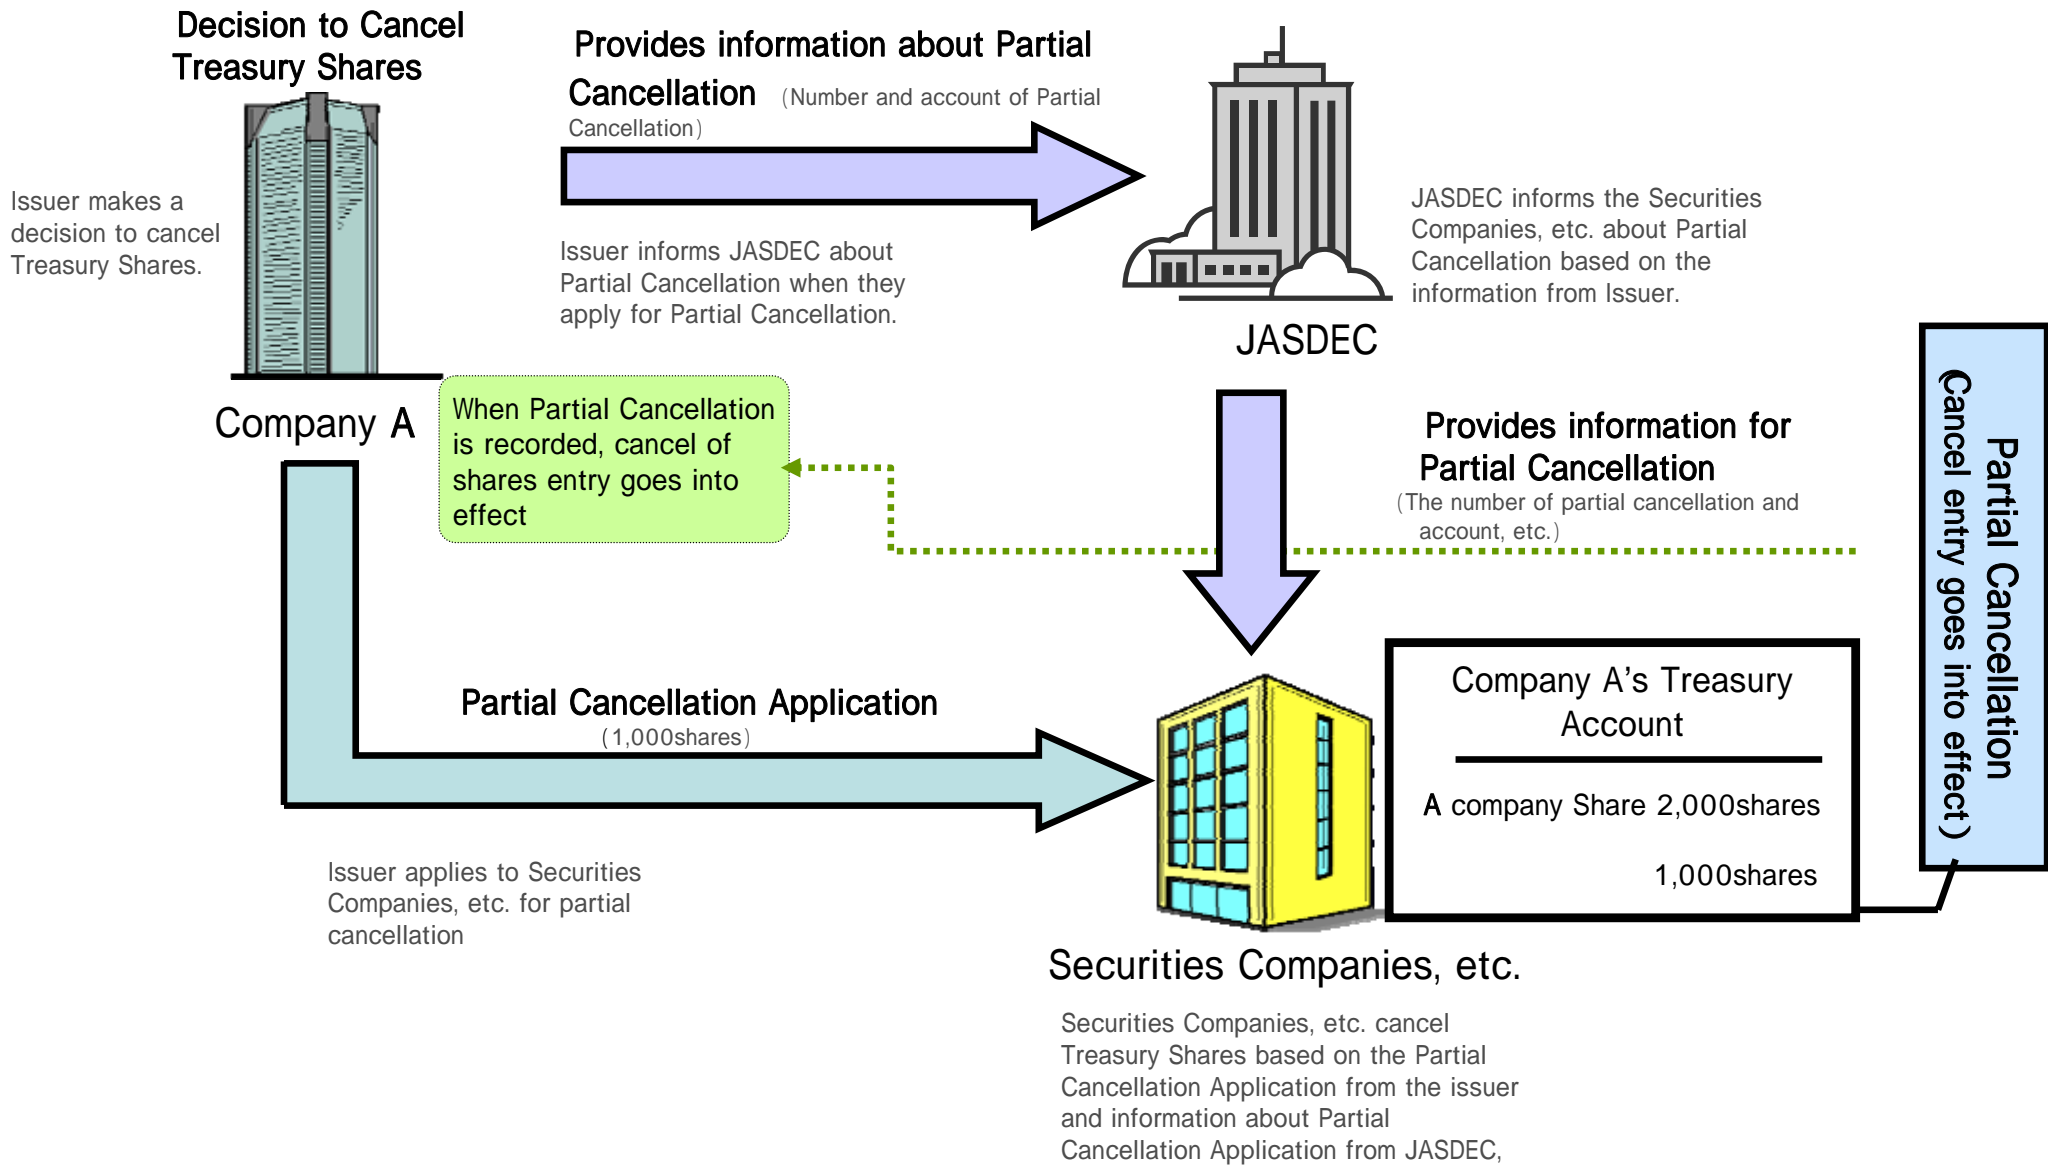 Decision to Cancel
Treasury Shares
Provides information about Partial
Cancellation (Number and account of Partial
Cancellation)
Issuer makes a
decision to cancel
Treasury Shares.
Issuer informs JASDEC about
Partial Cancellation when they
apply for Partial Cancellation.
JASDEC informs the Securities
Companies, etc. about Partial
Cancellation based on the
information from Issuer.
JASDEC
Company A
When Partial Cancellation
is recorded, cancel of
shares entry goes into
effect
Provides information for
Partial Cancellation
(The number of partial cancellation and
account, etc.)
Partial Cancellation
(Cancel entry goes into effect)
Partial Cancellation Application
(1,000shares)
Company A's Treasury
Account
A company Share 2,000shares
1,000shares
Issuer applies to Securities
Companies, etc. for partial
cancellation
Securities Companies, etc.
Securities Companies, etc. cancel
Treasury Shares based on the Partial
Cancellation Application from the issuer
and information about Partial
Cancellation Application from JASDEC,